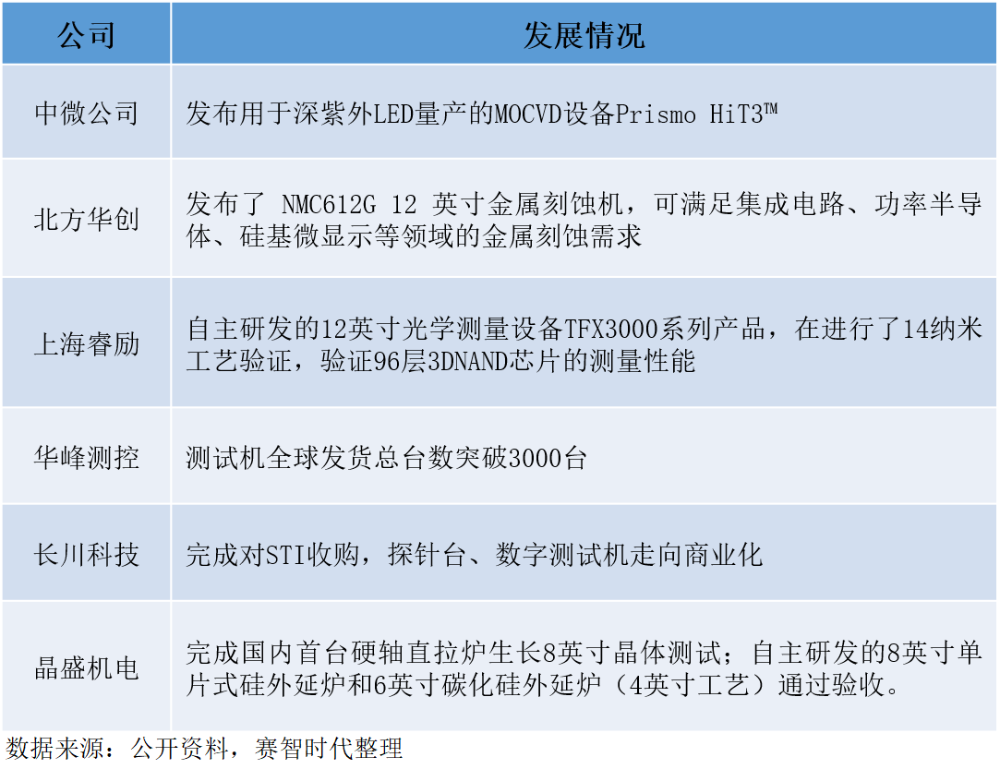 公司 发展情况
中微公司 发布用于深紫外LED量产的MOCVD设备Prismo HiT3™
北方华创 发布了 NMC612G 12 英寸金属刻蚀机，可满足集成电路、功率半导
体、硅基微显示等领域的金属刻蚀需求
上海睿励 自主研发的12英寸光学测量设备TFX3000系列产品，在进行了14纳米
工艺验证，验证96层3DNAND芯片的测量性能
华峰测控 测试机全球发货总台数突破3000台
长川科技 完成对STI收购，探针台、数字测试机走向商业化
晶盛机电 完成国内首台硬轴直拉炉生长8英寸晶体测试；自主研发的8英寸单
片式硅外延炉和6英寸碳化硅外延炉（4英寸工艺）通过验收。
数据来源：公开资料，赛智时代整理